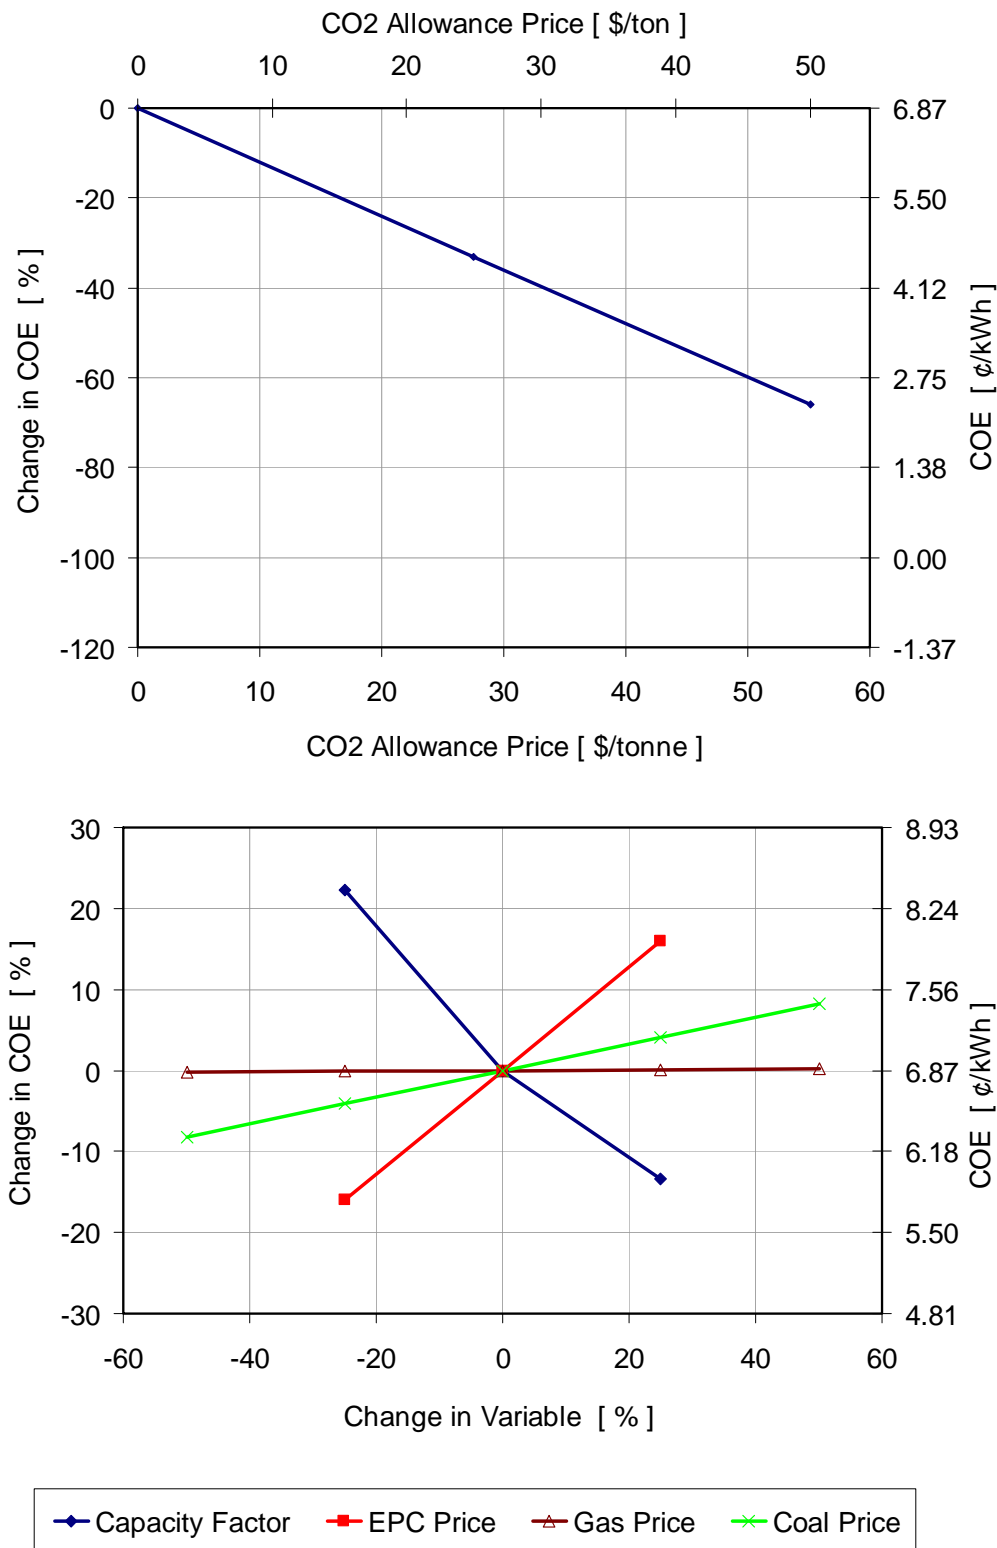 CO2 Allowance Price [ $/ton ]
0 10 20 30 40 50
0 6.87
-20 5.50
-40 4.12
-60 2.75
-80 1.38
-100 0.00
-120 -1.37
Change in COE [ % ]
COE [ ¢/kWh ]
0 10 20 30 40 50 60
CO2 Allowance Price [ $/tonne ]
30 8.93
20 8.24
10 7.56
0 6.87
-10 6.18
-20 5.50
-30 4.81
Change in COE [ % ]
COE [ ¢/kWh ]
-60 -40 -20 0 20 40 60
Change in Variable [ % ]
Capacity Factor EPC Price Gas Price Coal Price